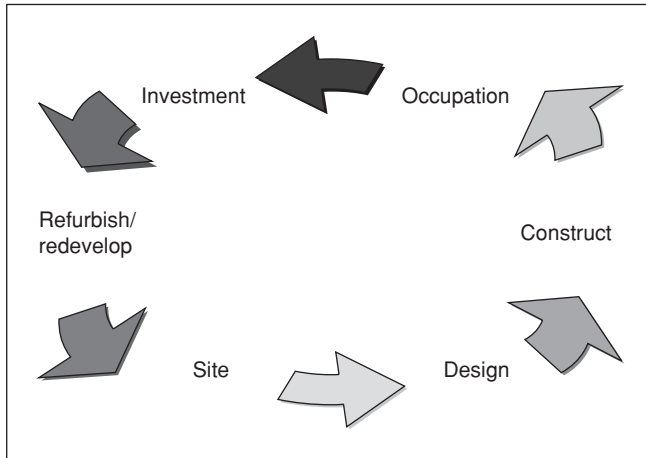 Investment
Occupation
Refurbish/
redevelop
Construct
Site
Design